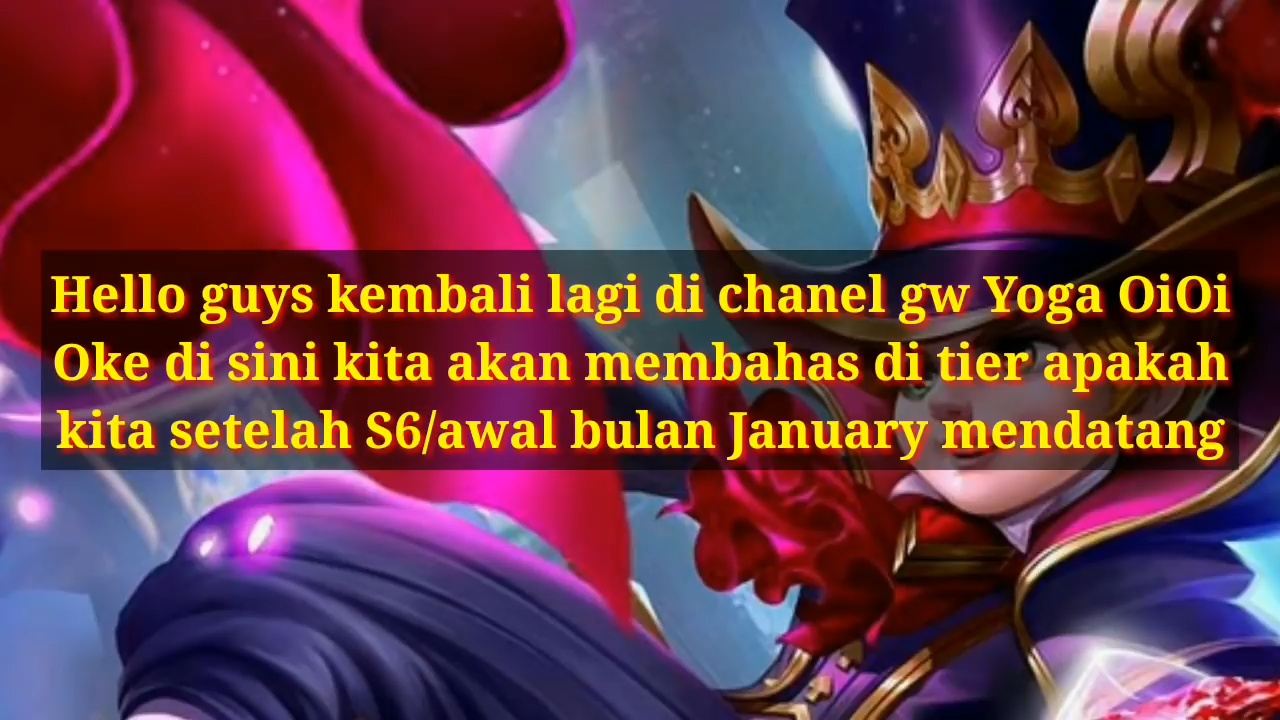 Hello guys kembali lagi di chanel gw Yoga OiOi
Oke di sini kita akan membahas di tier apakah
kita setelah S6/awal bulan January mendatang